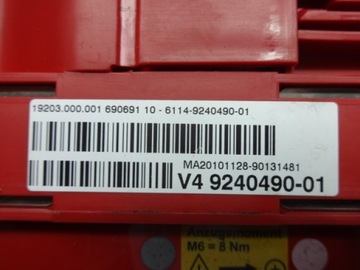 19203.000.001 690691 10 - 6114-9240490-01
MA20101128-90131481
V4 9240490-01
Anzugsmoment
M6 = 8 Nm